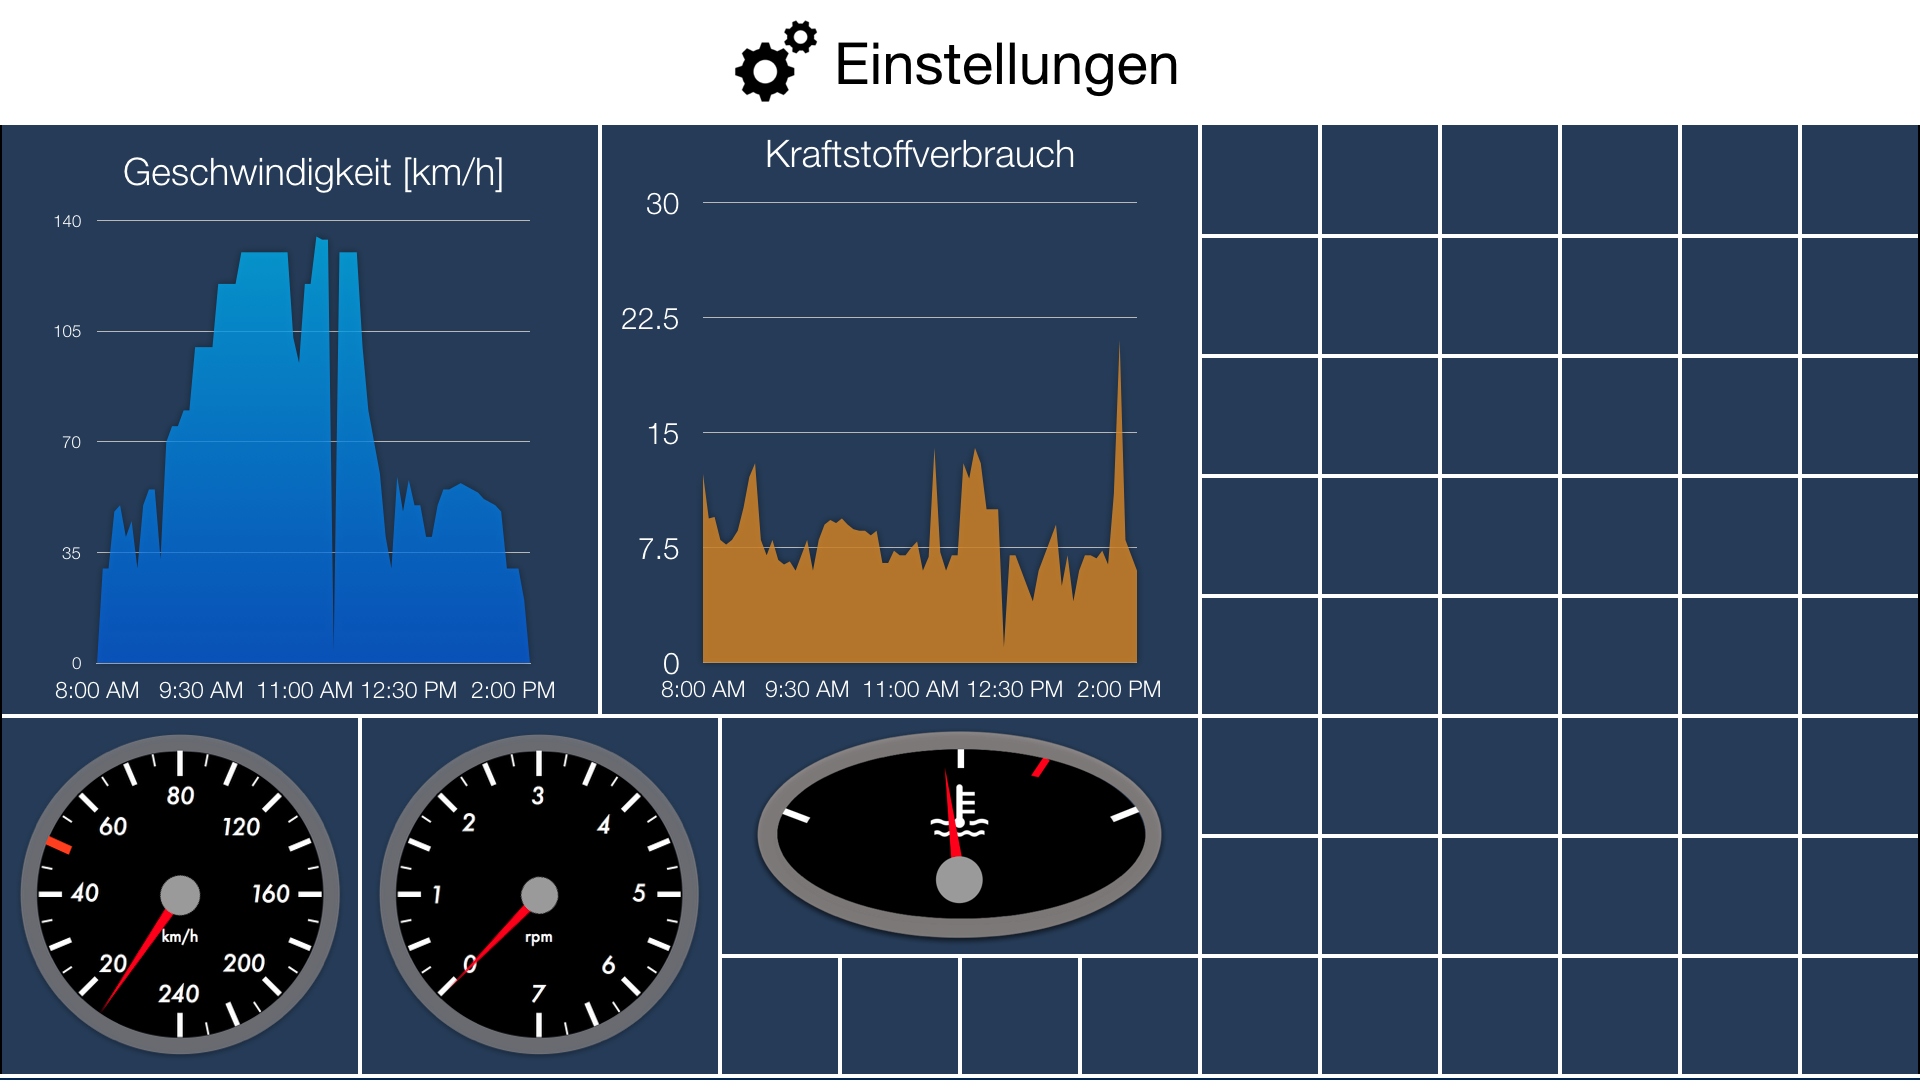 Einstellungen
Geschwindigkeit [km/h]
140
105
70
35
0
8:00 AM 9:30 AM 11:00 AM 12:30 PM 2:00 PM
Kraftstoffverbrauch
30
22.5
15
7.5
0
8:00 AM 9:30 AM 11:00 AM 12:30 PM 2:00 PM
80
60 120
40 160
km/h
20 200
240
3
2 4
1 5
rpm
0 6
7